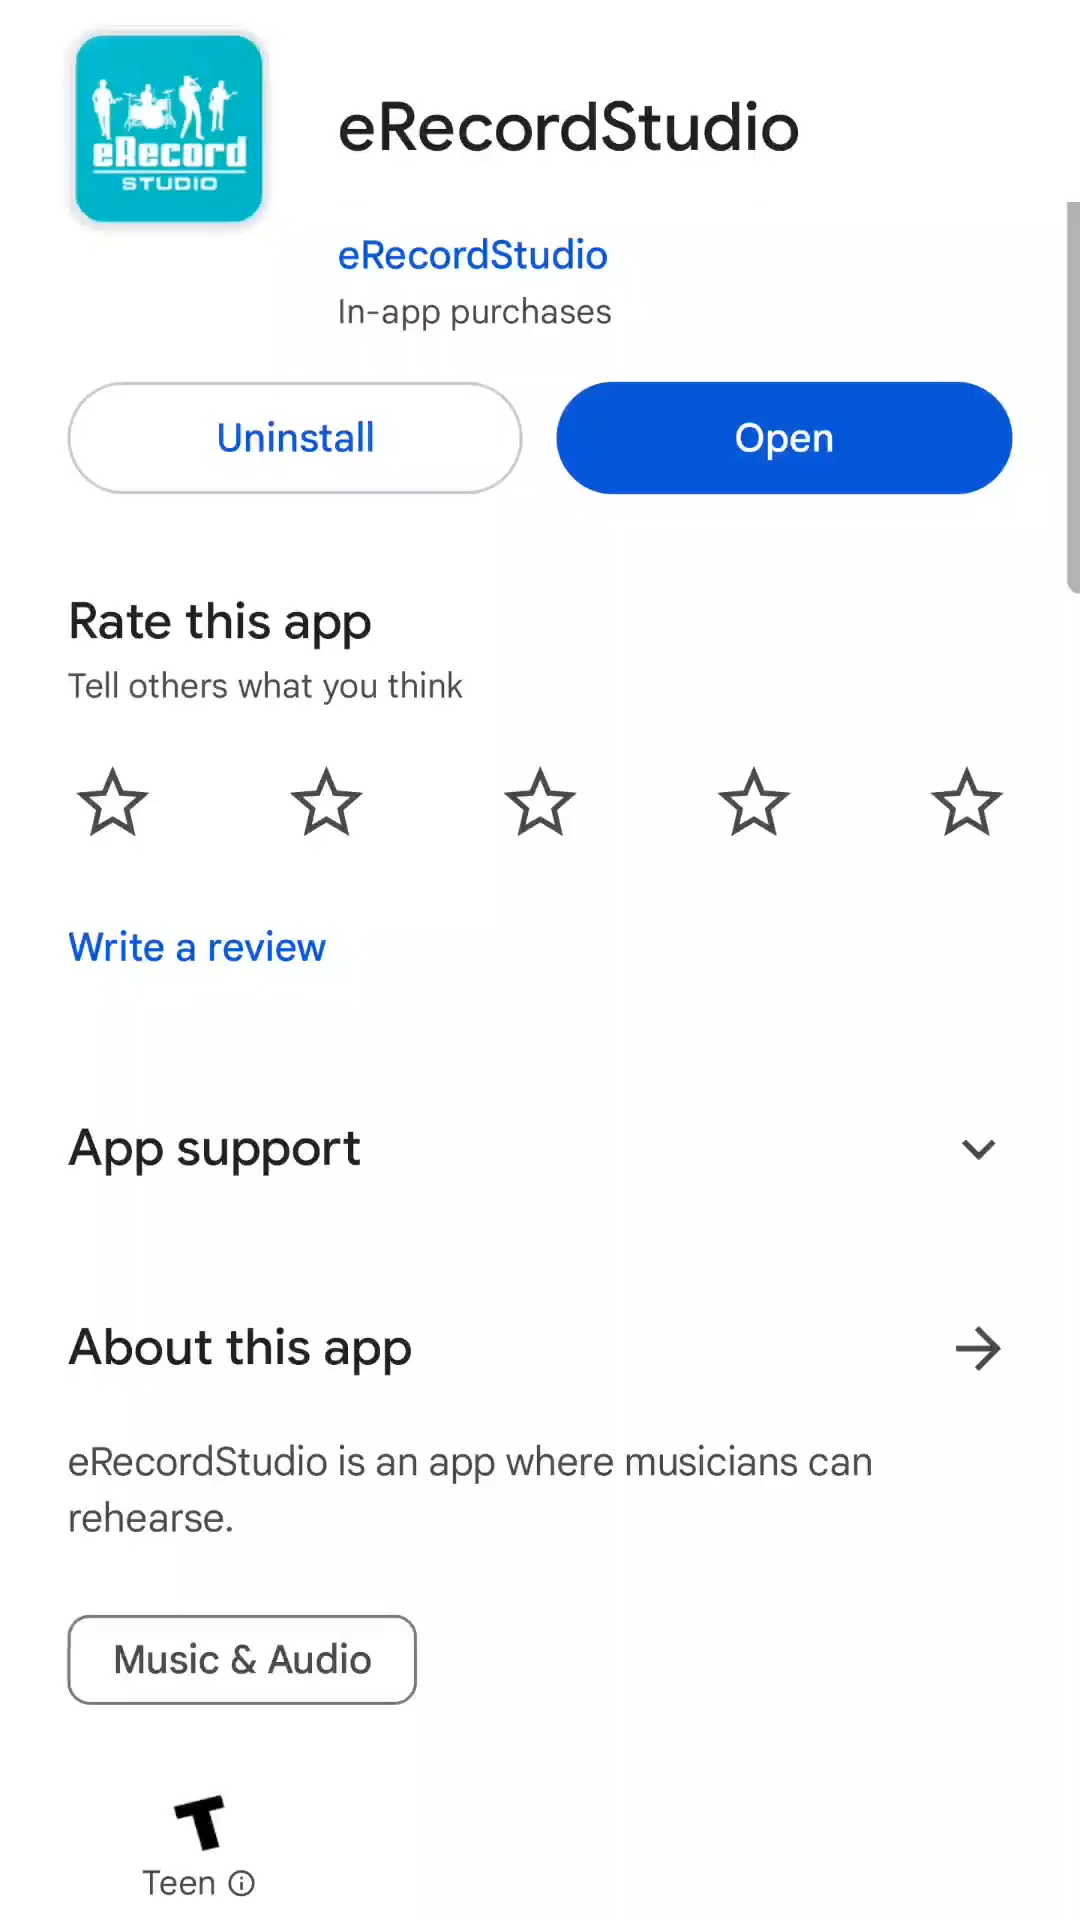 eRecord
STUDIO
eRecordStudio
eRecordStudio
In-app purchases
Uninstall
Open
Rate this app
Tell others what you think
Write a review
App support
About this app
eRecordStudio is an app where musicians can
rehearse.
Music & Audio
T
Teen